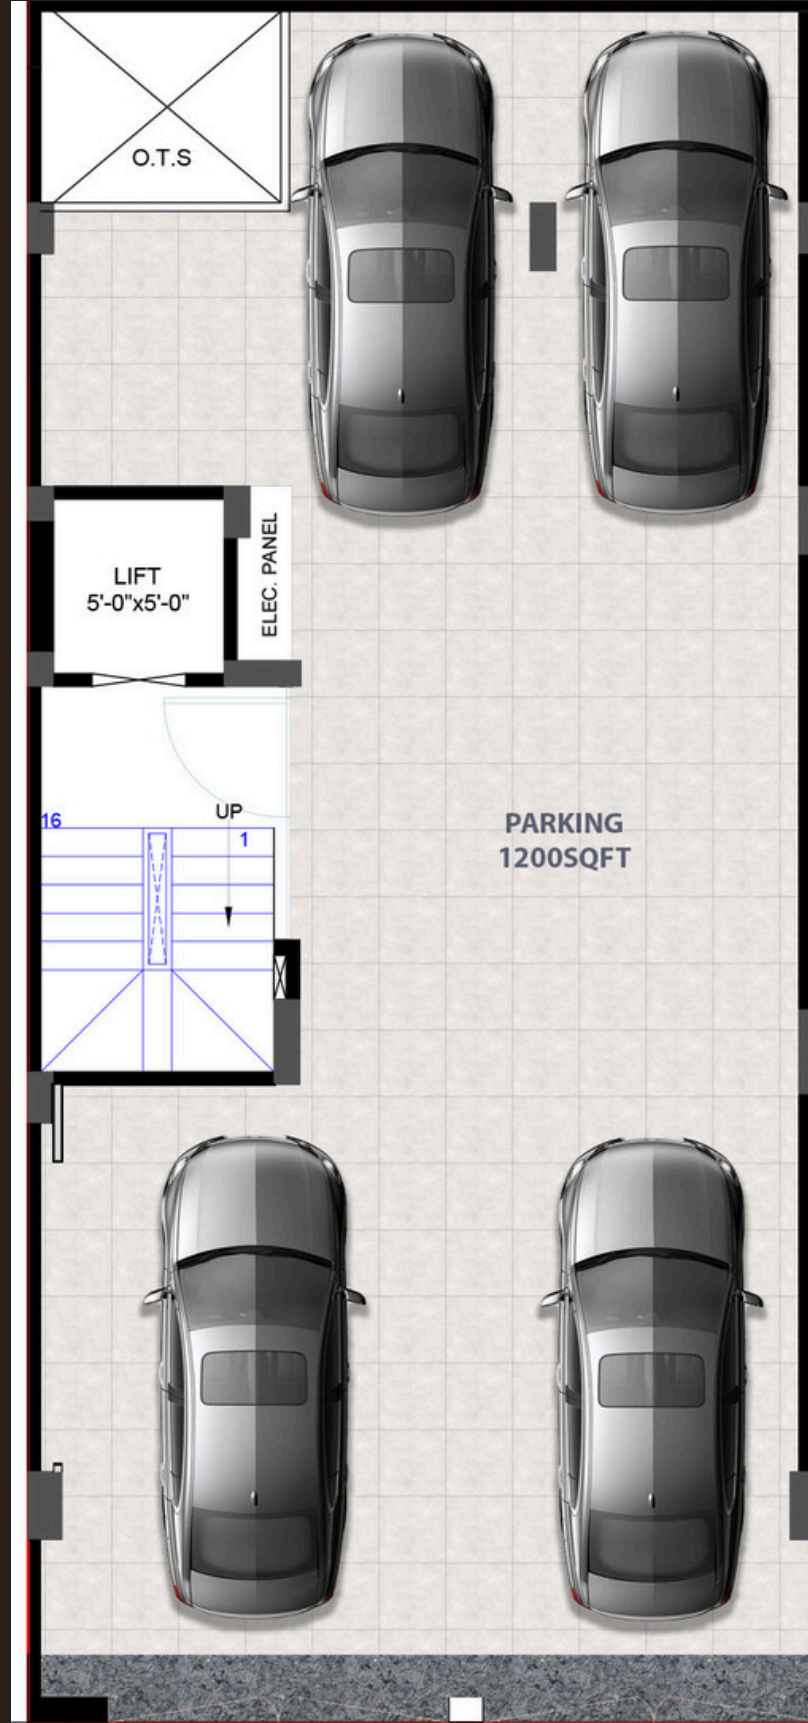 O.T.S
LIFT
5'-0"x5'-0"
ELEC. PANEL
UP
16
1
PARKING
1200SQFT